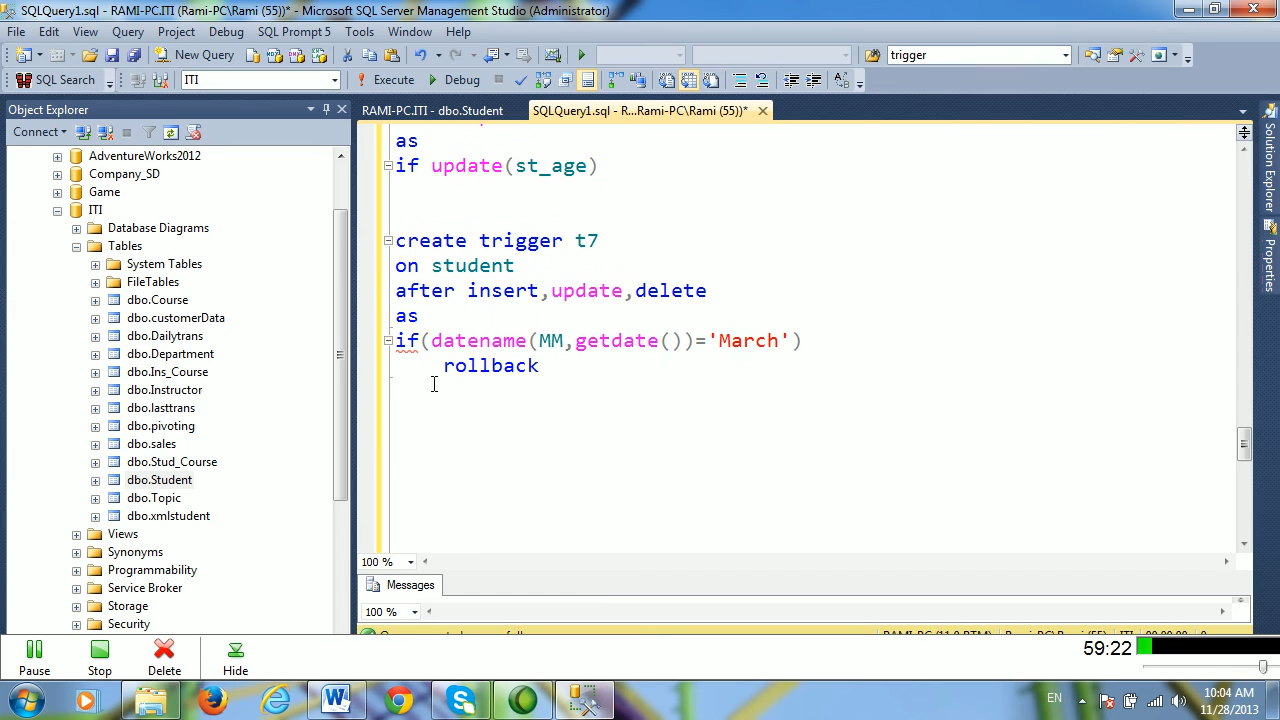 SQLQuery1.sql - RAMI-PC.ITI (Rami-PC\Rami (55))* - Microsoft SQL Server Management Studio (Administrator)
File Edit View Query Project Debug SQL Prompt 5 Tools Window Help
New Query trigger
SQL Search ITI Execute Debug
Object Explorer
RAMI-PC.ITI - dbo.Student SQLQuery1.sql - R...Rami-PC\Rami (55))*
Connect
AdventureWorks2012
Company_SD
Game
ITI
Database Diagrams
Tables
System Tables
FileTables
dbo.Course
dbo.customerData
dbo.Dailytrans
dbo.Department
dbo.Ins_Course
dbo.Instructor
dbo.lasttrans
dbo.pivoting
dbo.sales
dbo.Stud_Course
dbo.Student
dbo.Topic
dbo.xmlstudent
Views
Synonyms
Programmability
Service Broker
Storage
Security
as
if update(st_age)
create trigger t7
on student
after insert,update,delete
as
if(datename(MM,getdate())='March')
rollback
100 %
Messages
100 %
Solution Explorer
Properties
Pause Stop Delete Hide
59:22
EN
10:04 AM
11/28/2013